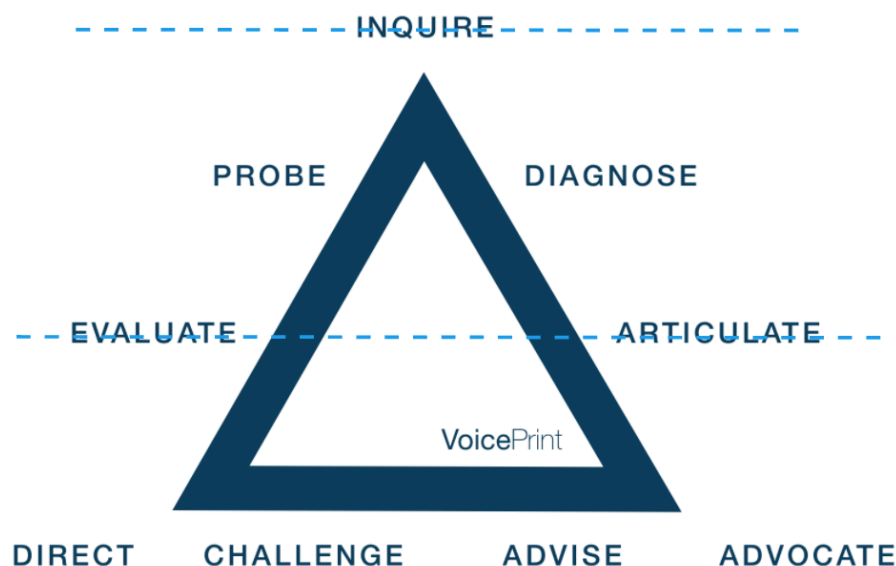 INQUIRE
PROBE DIAGNOSE
EVALUATE ARTICULATE
VoicePrint
DIRECT CHALLENGE ADVISE ADVOCATE